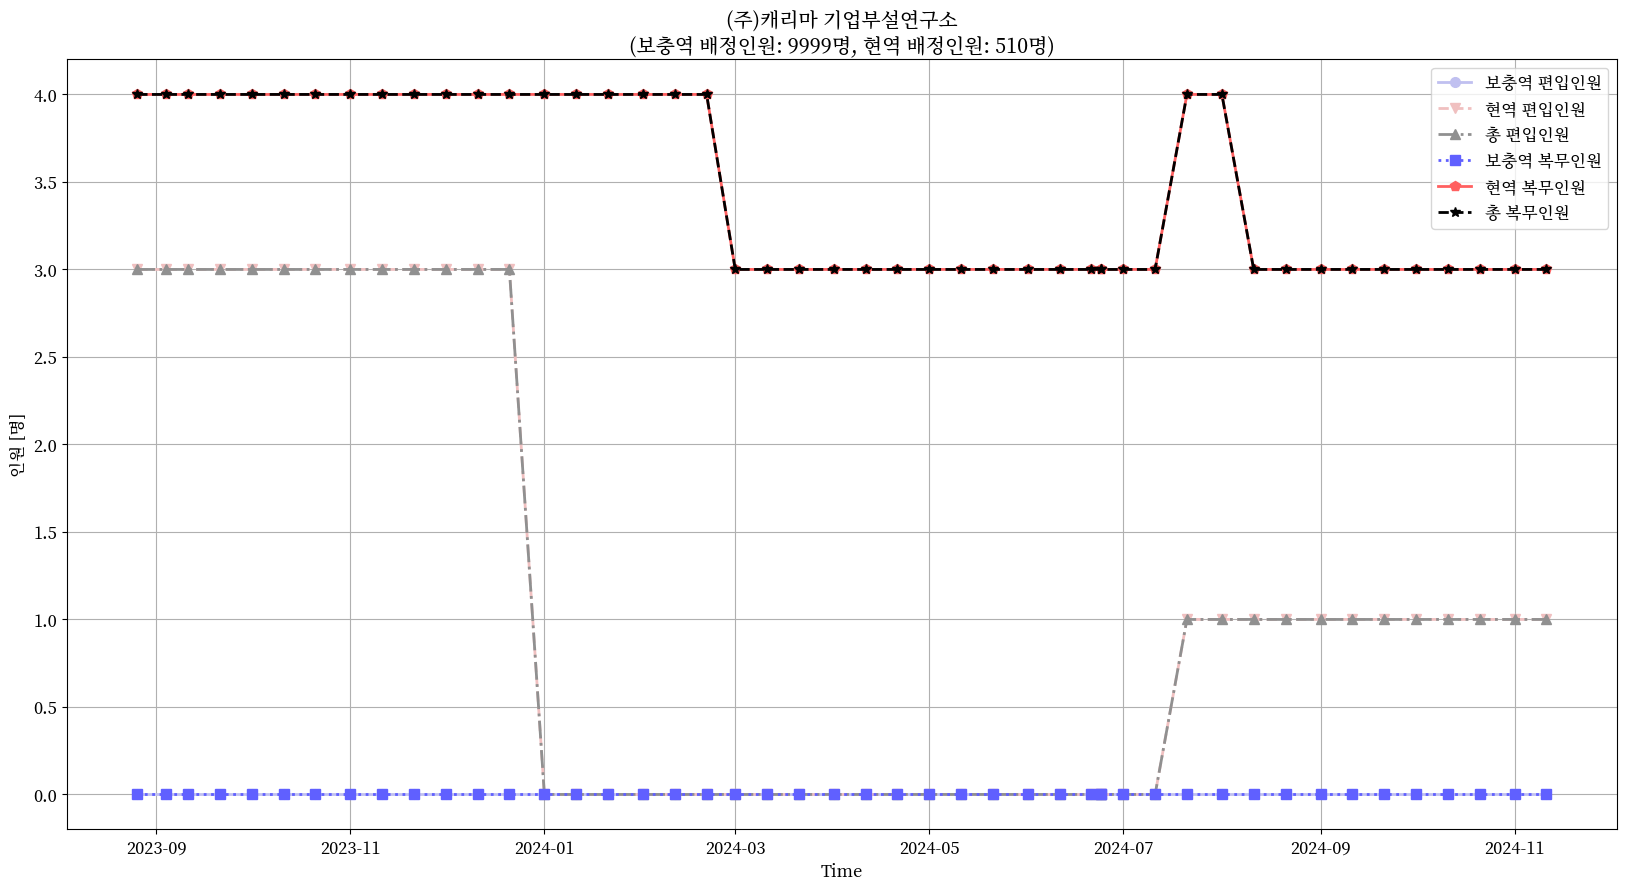 (주)캐리마 기업부설연구소
(보충역 배정인원: 9999명, 현역 배정인원: 510명)
보충역 편입인원
현역 편입인원
총 편입인원
보충역 복무인원
현역 복무인원
총 복무인원
인원 [명]
4.0
3.5
3.0
2.5
2.0
1.5
1.0
0.5
0.0
2023-09 2023-11 2024-01 2024-03 2024-05 2024-07 2024-09 2024-11
Time